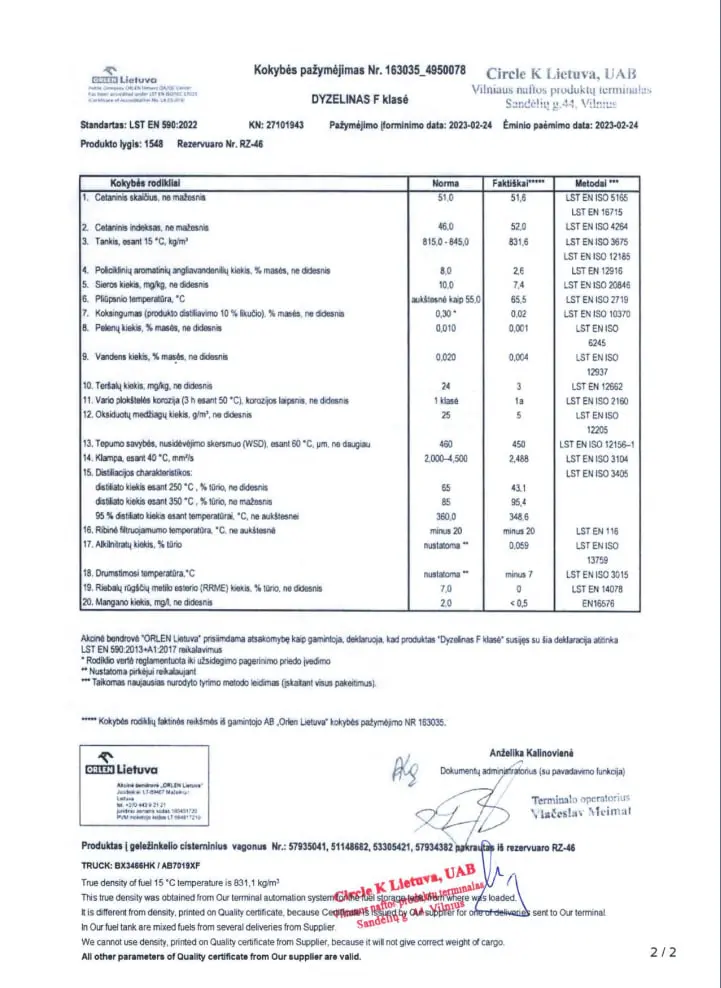 ORLEN Lietuva
Kokybės pažymėjimas Nr. 163035_4950078
Circle K Lietuva, UAB
Vilniaus naftos produktų terminalas
Sandėlių g.44, Vilnius
DYZELINAS F klasė
Standartas: LST EN 590:2022 KN: 27101943 Pažymėjimo įforminimo data: 2023-02-24 Ėminio paėmimo data: 2023-02-24
Produkto lygis: 1548 Rezervuaro Nr. RZ-46
Kokybės rodikliai Norma Faktiškai***** Metodai ***
1. Cetaninis skaičius, ne mažesnis 51,0 51,6 LST EN ISO 5165
LST EN 16715
2. Cetaninis indeksas, ne mažesnis 46,0 52,0 LST EN ISO 4264
3. Tankis, esant 15 °C, kg/m³ 815,0 - 845,0 831,6 LST EN ISO 3675
LST EN ISO 12185
4. Policiklinių aromatinių angliavandenilių kiekis, % masės, ne didesnis 8,0 2,6 LST EN 12916
5. Sieros kiekis, mg/kg, ne didesnis 10,0 7,4 LST EN ISO 20846
6. Pliūpsnio temperatūra, °C aukštesnė kaip 55,0 65,5 LST EN ISO 2719
7. Koksingumas (produkto distiliavimo 10 % likučio), % masės, ne didesnis 0,30 * 0,02 LST EN ISO 10370
8. Pelenų kiekis, % masės, ne didesnis 0,010 0,001 LST EN ISO
6245
9. Vandens kiekis, % masės, ne didesnis 0,020 0,004 LST EN ISO
12937
10. Teršalų kiekis, mg/kg, ne didesnis 24 3 LST EN 12662
11. Vario plokštelės korozija (3 h esant 50 °C), korozijos laipsnis, ne didesnis 1 klasė 1a LST EN ISO 2160
12. Oksiduotų medžiagų kiekis, g/m³, ne didesnis 25 5 LST EN ISO
12205
13. Tepumo savybės, nusidėvėjimo skersmuo (WSD), esant 60 °C, µm, ne daugiau 460 450 LST EN ISO 12156-1
14. Klampa, esant 40 °C, mm²/s 2,000-4,500 2,488 LST EN ISO 3104
15. Distiliacijos charakteristikos: LST EN ISO 3405
distiliato kiekis esant 250 °C , % tūrio, ne didesnis 65 43,1
distiliato kiekis esant 350 °C , % tūrio, ne mažesnis 85 95,4
95 % distiliato kiekis esant temperatūrai, °C, ne aukštesnei 360,0 348,6
16. Ribinė filtruojamumo temperatūra, °C, ne aukštesnė minus 20 minus 20 LST EN 116
17. Alkilnitratų kiekis, % tūrio nustatoma ** 0,059 LST EN ISO
13759
18. Drumstimosi temperatūra,°C nustatoma ** minus 7 LST EN ISO 3015
19. Riebalų rūgščių metilo esterio (RRME) kiekis, % tūrio, ne didesnis 7,0 0 LST EN 14078
20. Mangano kiekis, mg/l, ne didesnis 2,0 < 0,5 EN16576
Akcinė bendrovė "ORLEN Lietuva" prisiimdama atsakomybę kaip gamintoja, deklaruoja, kad produktas "Dyzelinas F klasė" susijęs su šia deklaracija atitinka
LST EN 590:2013+A1:2017 reikalavimus
* Rodiklio vertė reglamentuota iki užsidegimo pagerinimo priedo įvedimo
** Nustatoma pirkėjui reikalaujant
*** Taikomas naujausias nurodyto tyrimo metodo leidimas (įskaitant visus pakeitimus).
***** Kokybės rodiklių faktinės reikšmės iš gamintojo AB „Orlen Lietuva" kokybės pažymėjimo NR 163035.
ORLEN Lietuva
Akcinė bendrovė „ORLEN Lietuva"
Anželika Kalinovienė
Dokumentų administratorius (su pavadavimo funkcija)
Terminalo operatorius
Viačeslav Meimat
Produktas į geležinkelio cisterninius vagonus Nr.: 57935041, 51148682, 53305421, 57934382 pakrautas iš rezervuaro RZ-46
TRUCK: BX3466HK / AB7019XF
True density of fuel 15 °C temperature is 831,1 kg/m³
Circle K Lietuva, UAB
Vilniaus naftos produktų terminalas
Sandėlių g 44, Vilnius
This true density was obtained from Our terminal automation system for the fuel storage tank, from where was loaded.
It is different from density, printed on Quality certificate, because Certificate is issued by Our supplier for one of deliveries sent to Our terminal.
In Our fuel tank are mixed fuels from several deliveries from Supplier.
We cannot use density, printed on Quality certificate from Supplier, because it will not give correct weight of cargo.
All other parameters of Quality certificate from Our supplier are valid.
2 / 2